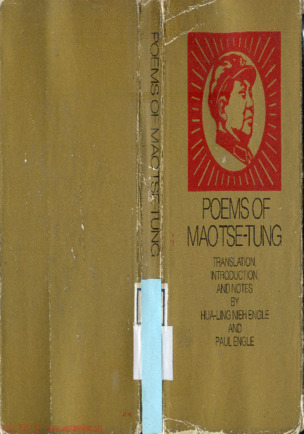 POEMS OF MAO TSE-TUNG
POEMS OF
MAO TSE-TUNG
TRANSLATION,
INTRODUCTION,
AND NOTES
BY
HUA-LING NIEH ENGLE
AND
PAUL ENGLE